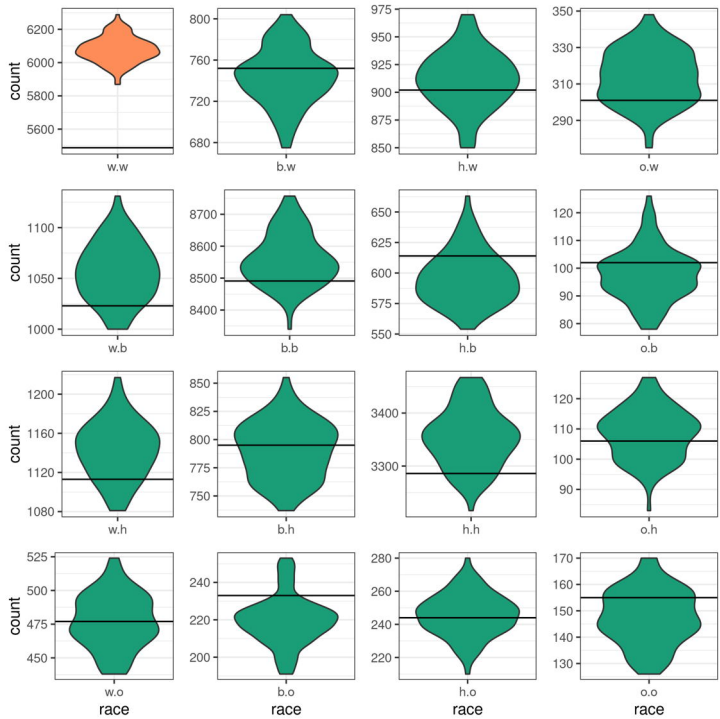 count
6200
6000
5800
5600
w.w
800
760
720
680
b.w
975
950
925
900
875
850
h.w
350
330
310
290
o.w
count
1100
1050
1000
w.b
8700
8600
8500
8400
b.b
650
625
600
575
550
h.b
120
110
100
90
80
o.b
count
1200
1160
1120
1080
w.h
850
825
800
775
750
b.h
3400
3300
h.h
120
110
100
90
o.h
count
525
500
475
450
w.o
race
240
220
200
b.o
race
280
260
240
220
h.o
race
170
160
150
140
130
o.o
race